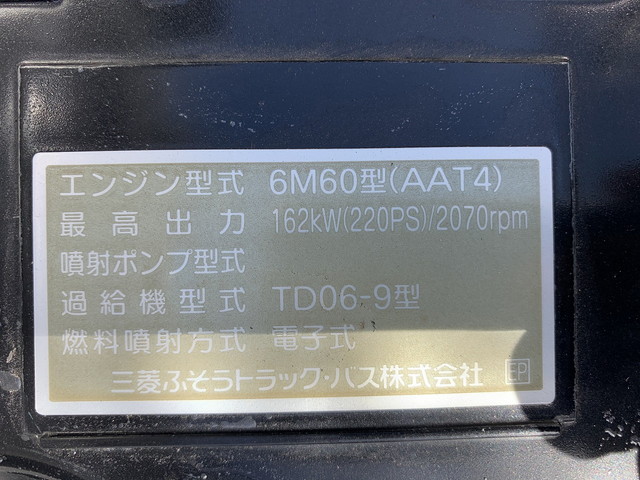 エンジン型式 6M60型(AAT4)
最高出力 162kW(220PS)/2070rpm
噴射ポンプ型式
過給機型式 TD06-9型
燃料噴射方式 電子式
三菱ふそうトラック・バス株式会社 EP